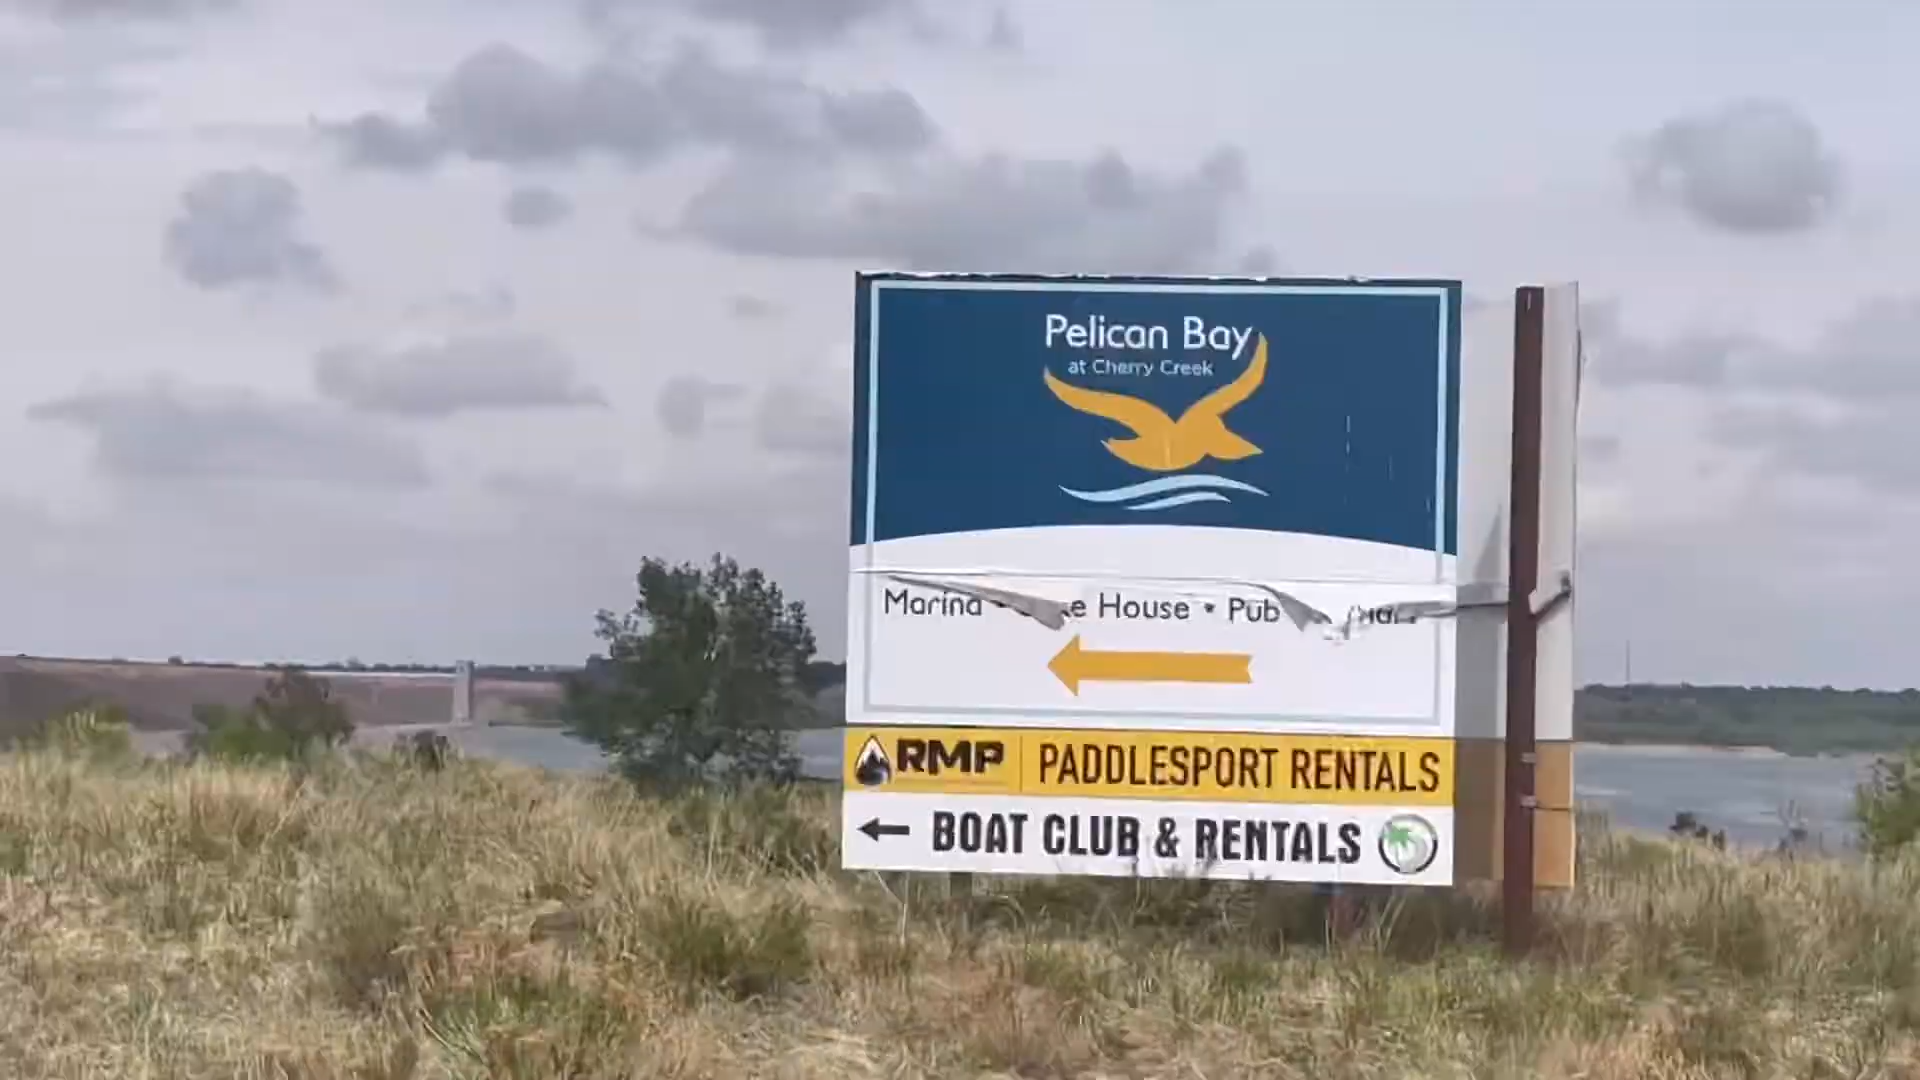 Pelican Bay
at Cherry Creek
Marina • House • Pub
RMP PADDLESPORT RENTALS
BOAT CLUB & RENTALS